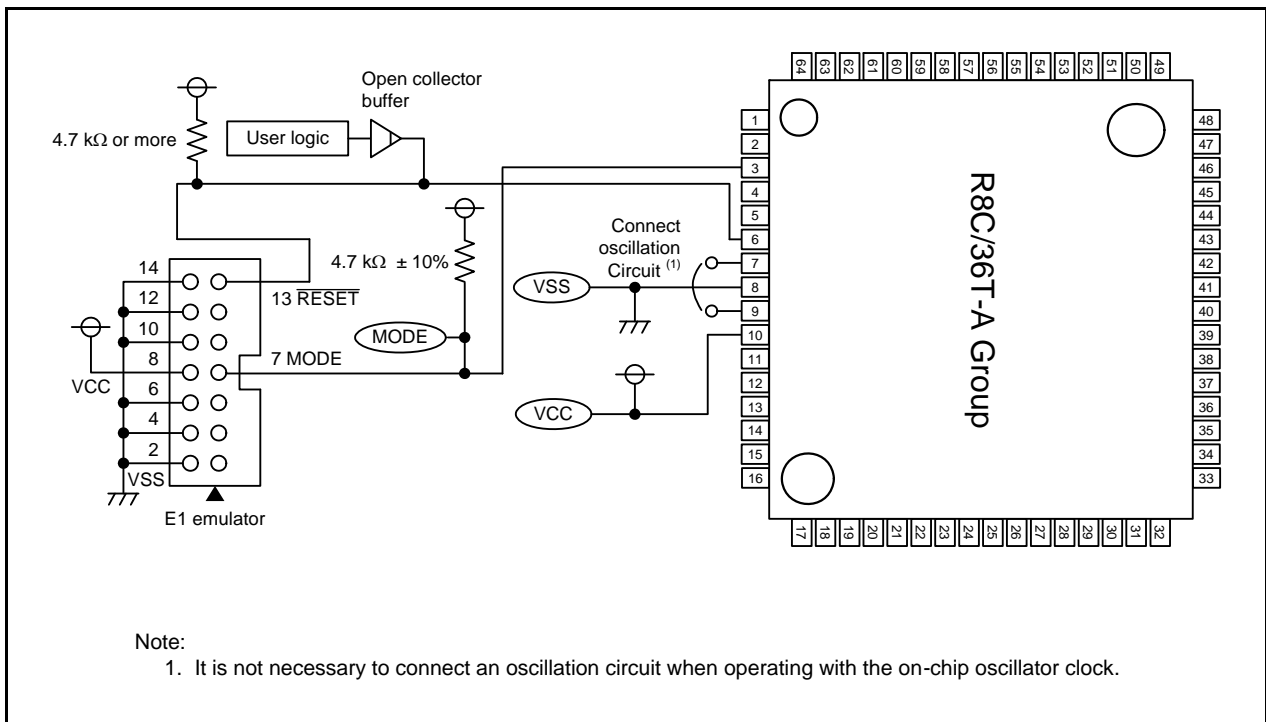 Open collector
buffer
4.7 kΩ or more
User logic
64 63 62 61 60 59 58 57 56 55 54 53 52 51 50 49
1
2
3
4
5
6
7
8
9
10
11
12
13
14
15
16
48
47
46
45
44
43
42
41
40
39
38
37
36
35
34
33
17 18 19 20 21 22 23 24 25 26 27 28 29 30 31 32
R8C/36T-A Group
Connect
oscillation
Circuit (1)
4.7 kΩ ± 10%
VSS
MODE
VCC
14
12
10
8
6
4
2
13 RESET
7 MODE
VCC
VSS
E1 emulator
Note:
1. It is not necessary to connect an oscillation circuit when operating with the on-chip oscillator clock.